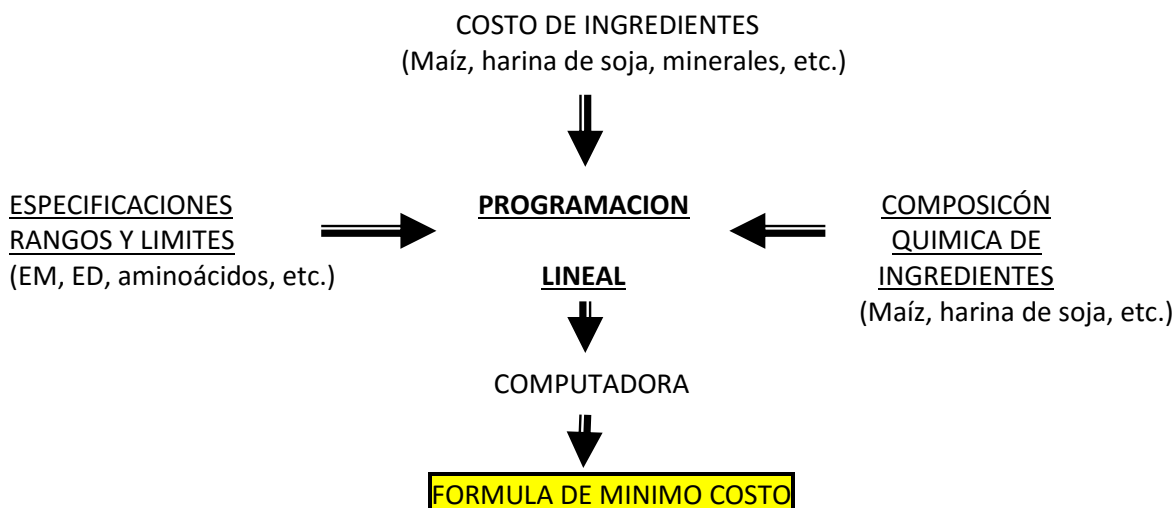 COSTO DE INGREDIENTES
(Maíz, harina de soja, minerales, etc.)
ESPECIFICACIONES
RANGOS Y LIMITES
(EM, ED, aminoácidos, etc.)
PROGRAMACION
LINEAL
COMPOSICÓN
QUIMICA DE
INGREDIENTES
(Maíz, harina de soja, etc.)
COMPUTADORA
FORMULA DE MINIMO COSTO